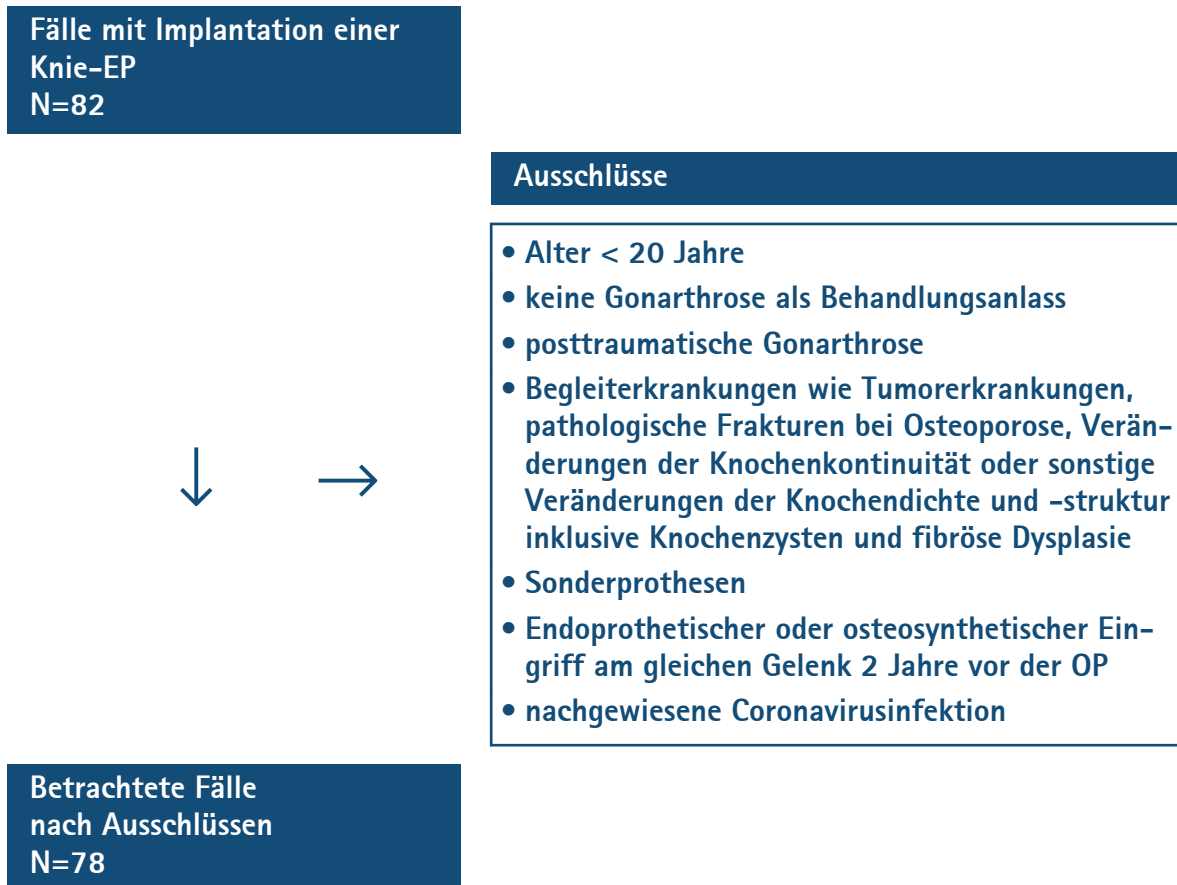 Fälle mit Implantation einer
Knie-EP
N=82
Ausschlüsse
• Alter < 20 Jahre
• keine Gonarthrose als Behandlungsanlass
• posttraumatische Gonarthrose
• Begleiterkrankungen wie Tumorerkrankungen,
pathologische Frakturen bei Osteoporose, Verän-
derungen der Knochenkontinuität oder sonstige
Veränderungen der Knochendichte und -struktur
inklusive Knochenzysten und fibröse Dysplasie
• Sonderprothesen
• Endoprothetischer oder osteosynthetischer Ein-
griff am gleichen Gelenk 2 Jahre vor der OP
• nachgewiesene Coronavirusinfektion
Betrachtete Fälle
nach Ausschlüssen
N=78